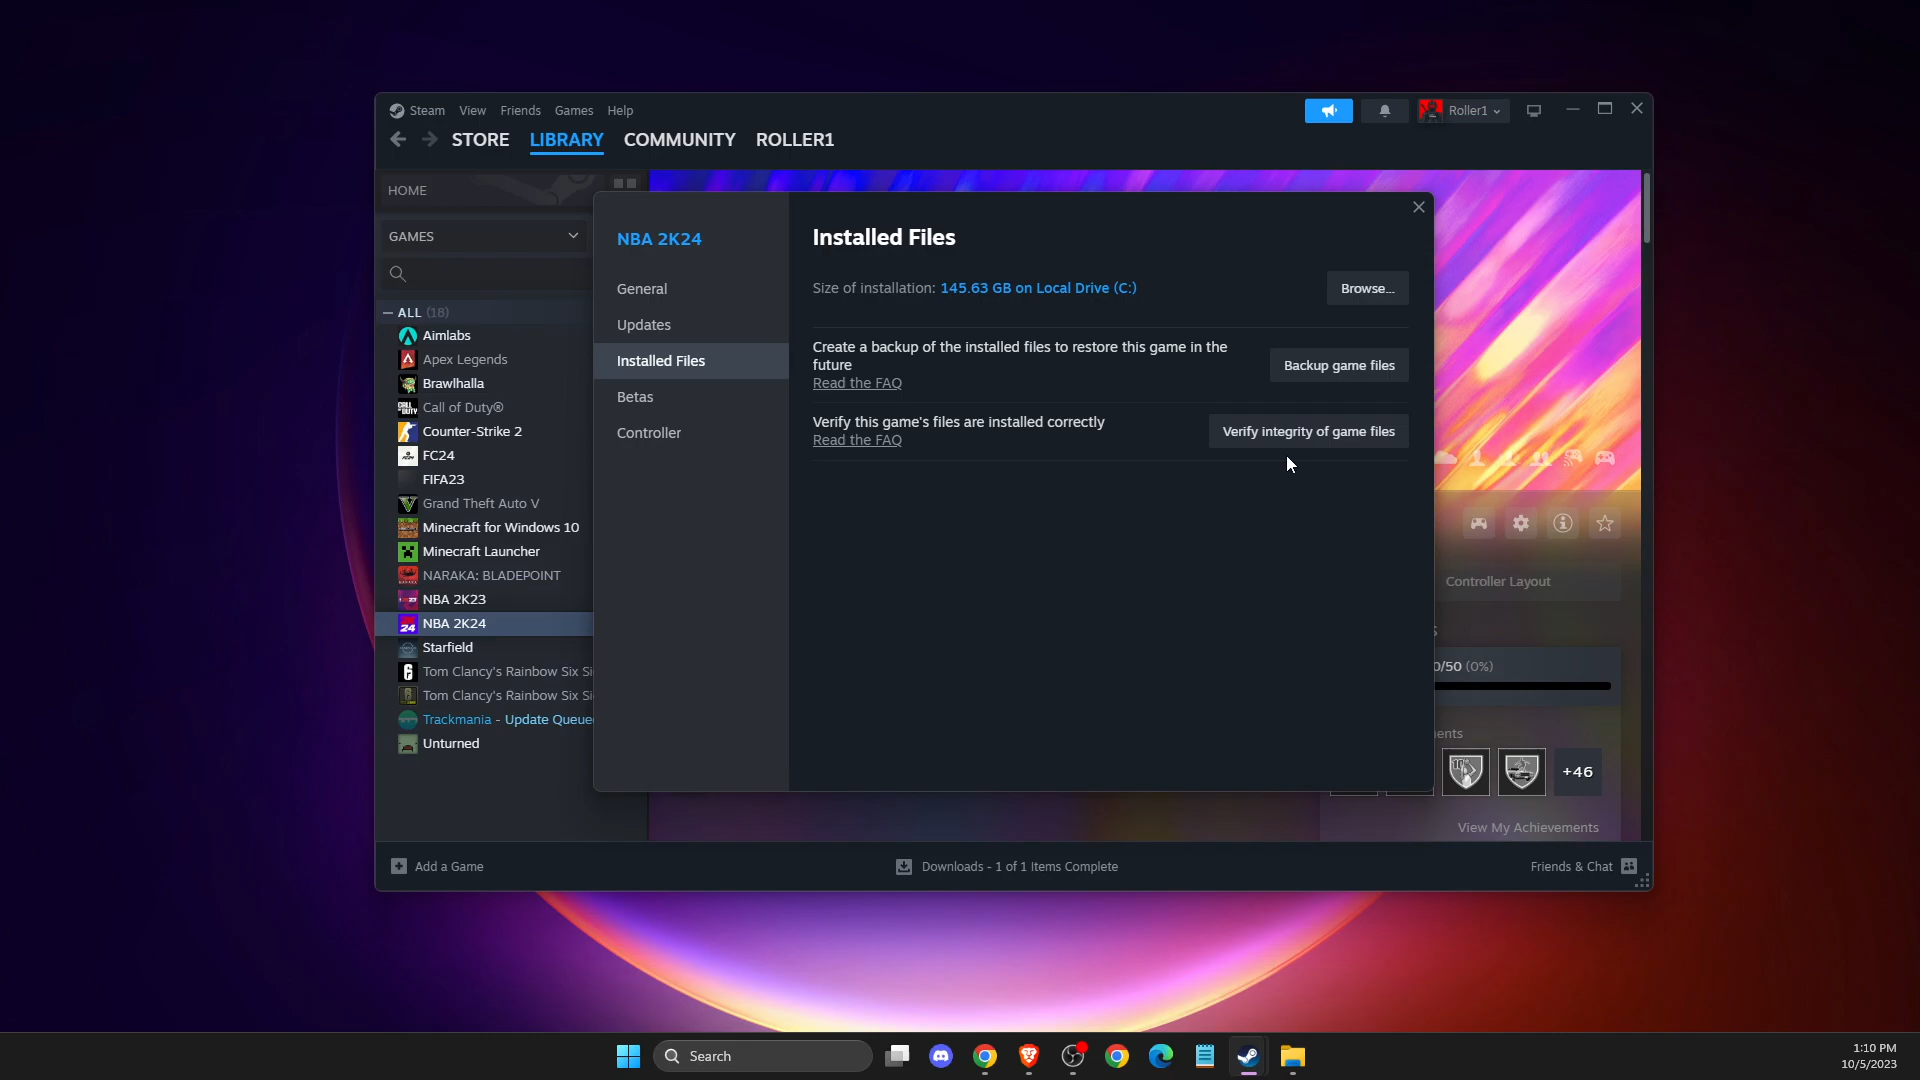 Steam View Friends Games Help
Roller1
STORE LIBRARY COMMUNITY ROLLER1
HOME
GAMES
NBA 2K24
General
Updates
Installed Files
Betas
Controller
Installed Files
Size of installation: 145.63 GB on Local Drive (C:)
Browse...
Create a backup of the installed files to restore this game in the
future
Read the FAQ
Backup game files
Verify this game's files are installed correctly
Read the FAQ
Verify integrity of game files
— ALL (18)
Aimlabs
Apex Legends
Brawlhalla
Call of Duty®
Counter-Strike 2
FC24
FIFA23
Grand Theft Auto V
Minecraft for Windows 10
Minecraft Launcher
NARAKA: BLADEPOINT
NBA 2K23
NBA 2K24
Starfield
Tom Clancy's Rainbow Six Si
Tom Clancy's Rainbow Six Si
Trackmania - Update Queue
Unturned
Controller Layout
0/50 (0%)
ents
+46
View My Achievements
Add a Game
Downloads - 1 of 1 Items Complete
Friends & Chat
Search
1:10 PM
10/5/2023